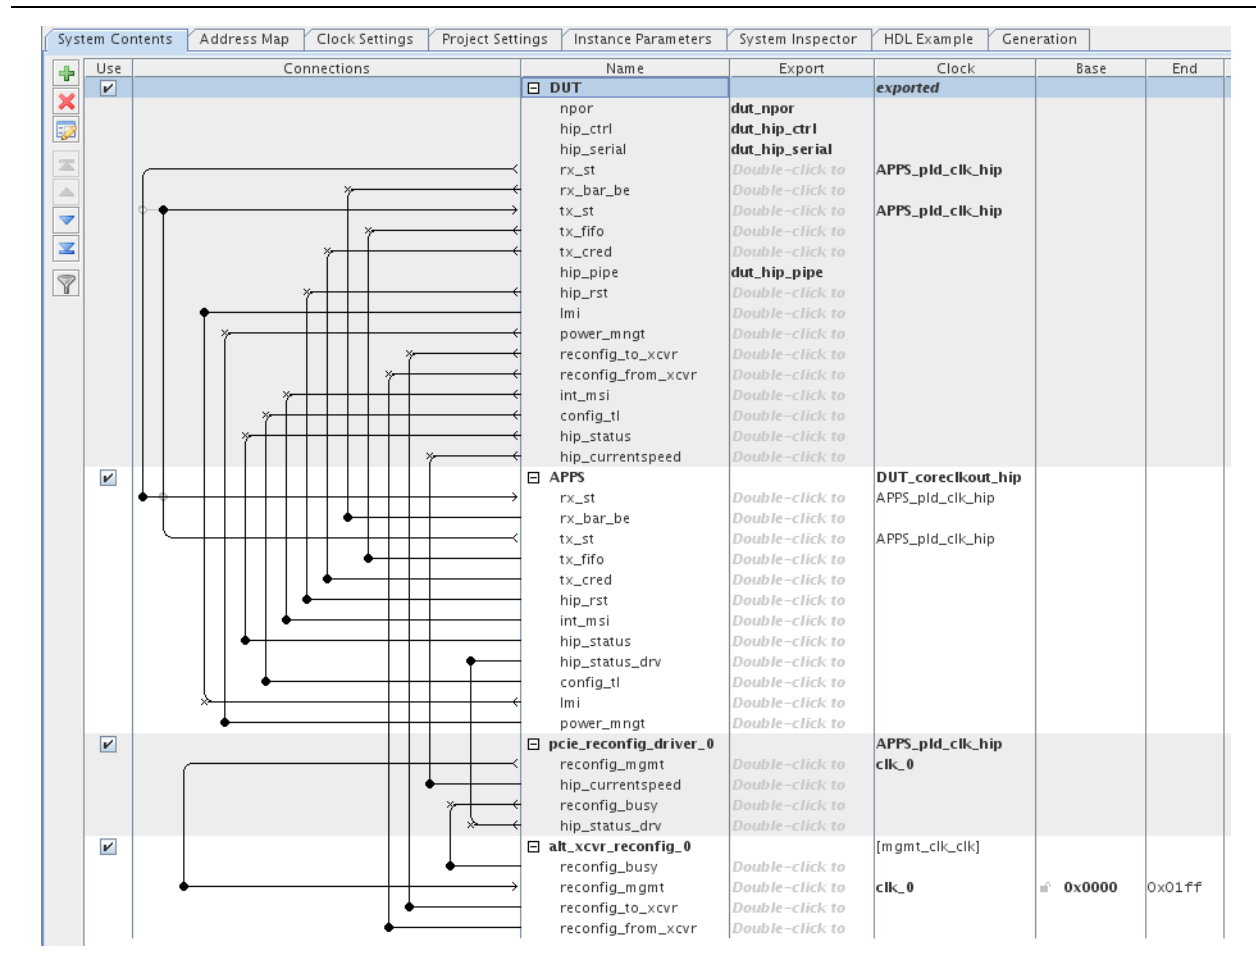 System Contents Address Map Clock Settings Project Settings Instance Parameters System Inspector HDL Example Generation
Use Connections Name Export Clock Base End
DUT exported
npor dut_npor
hip_ctrl dut_hip_ctrl
hip_serial dut_hip_serial
rx_st Double-click to APPS_pld_clk_hip
rx_bar_be Double-click to
tx_st Double-click to APPS_pld_clk_hip
tx_fifo Double-click to
tx_cred Double-click to
hip_pipe dut_hip_pipe
hip_rst Double-click to
lmi Double-click to
power_mngt Double-click to
reconfig_to_xcvr Double-click to
reconfig_from_xcvr Double-click to
int_msi Double-click to
config_tl Double-click to
hip_status Double-click to
hip_currentspeed Double-click to
APPS DUT_coreclkout_hip
rx_st Double-click to APPS_pld_clk_hip
rx_bar_be Double-click to
tx_st Double-click to APPS_pld_clk_hip
tx_fifo Double-click to
tx_cred Double-click to
hip_rst Double-click to
int_msi Double-click to
hip_status Double-click to
hip_status_drv Double-click to
config_tl Double-click to
lmi Double-click to
power_mngt Double-click to
pcie_reconfig_driver_0 APPS_pld_clk_hip
reconfig_mgmt Double-click to clk_0
hip_currentspeed Double-click to
reconfig_busy Double-click to
hip_status_drv Double-click to
alt_xcvr_reconfig_0 [mgmt_clk_clk]
reconfig_busy Double-click to
reconfig_mgmt Double-click to clk_0 0x0000 0x01ff
reconfig_to_xcvr Double-click to
reconfig_from_xcvr Double-click to